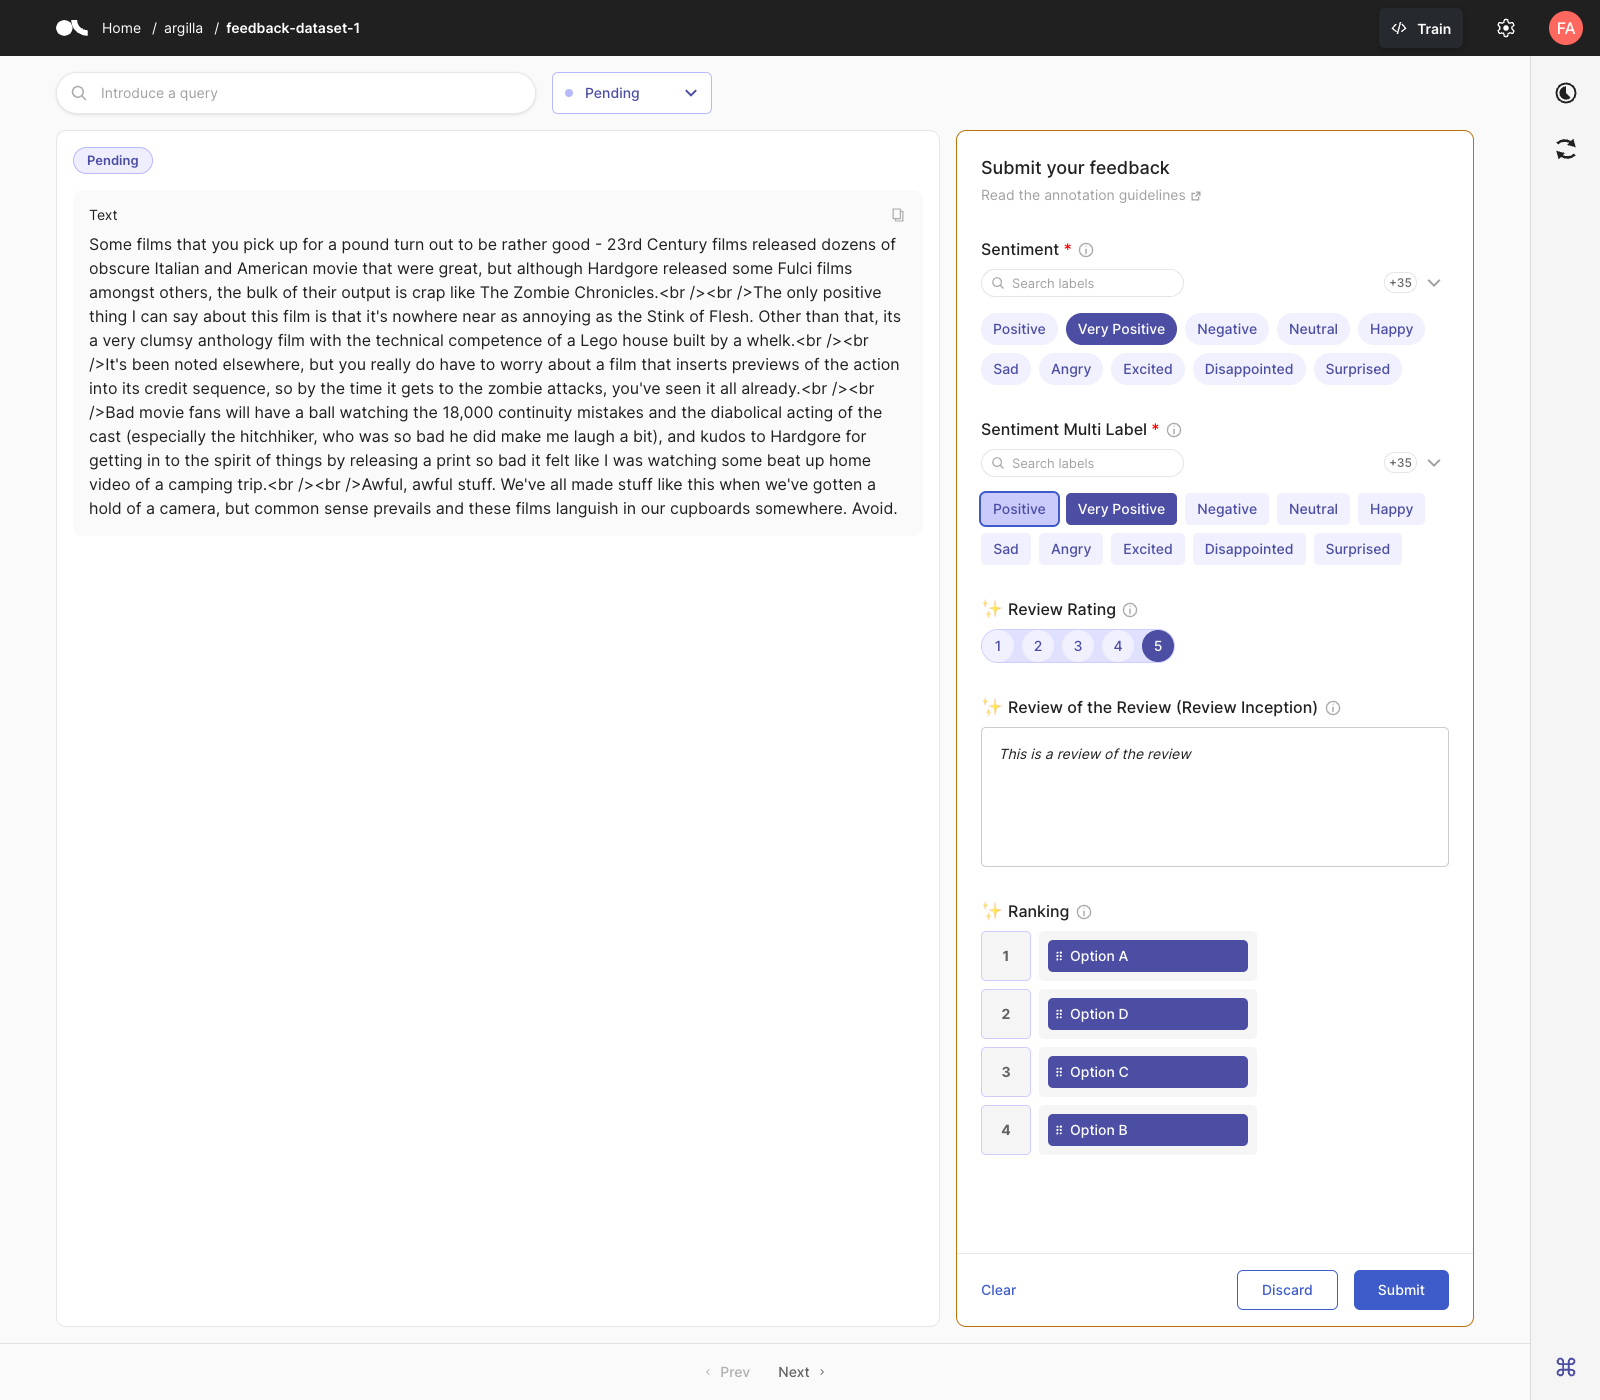 Home / argilla / feedback-dataset-1
Train
FA
Introduce a query
Pending
Pending
Text
Some films that you pick up for a pound turn out to be rather good - 23rd Century films released dozens of
obscure Italian and American movie that were great, but although Hardgore released some Fulci films
amongst others, the bulk of their output is crap like The Zombie Chronicles.<br /><br />The only positive
thing I can say about this film is that it's nowhere near as annoying as the Stink of Flesh. Other than that, its
a very clumsy anthology film with the technical competence of a Lego house built by a whelk.<br /><br
/>It's been noted elsewhere, but you really do have to worry about a film that inserts previews of the action
into its credit sequence, so by the time it gets to the zombie attacks, you've seen it all already.<br /><br
/>Bad movie fans will have a ball watching the 18,000 continuity mistakes and the diabolical acting of the
cast (especially the hitchhiker, who was so bad he did make me laugh a bit), and kudos to Hardgore for
getting in to the spirit of things by releasing a print so bad it felt like I was watching some beat up home
video of a camping trip.<br /><br />Awful, awful stuff. We've all made stuff like this when we've gotten a
hold of a camera, but common sense prevails and these films languish in our cupboards somewhere. Avoid.
Submit your feedback
Read the annotation guidelines
Sentiment *
Search labels
+35
Positive Very Positive Negative Neutral Happy
Sad Angry Excited Disappointed Surprised
Sentiment Multi Label *
Search labels
+35
Positive Very Positive Negative Neutral Happy
Sad Angry Excited Disappointed Surprised
✨ Review Rating
1 2 3 4 5
✨ Review of the Review (Review Inception)
This is a review of the review
✨ Ranking
1 Option A
2 Option D
3 Option C
4 Option B
Clear Discard Submit
‹ Prev Next ›